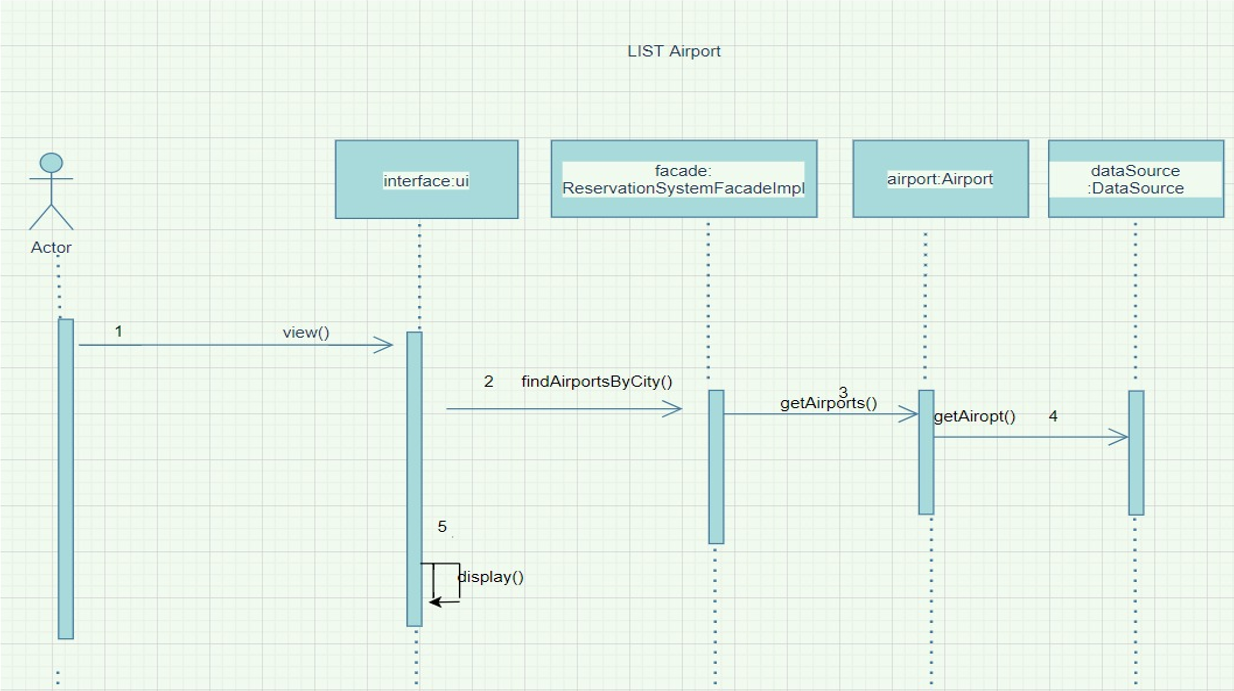 LIST Airport
interface:ui
facade:
ReservationSystemFacadeImpl
airport:Airport
dataSource
:DataSource
Actor
1 view()
2 findAirportsByCity()
3
getAirports()
getAiropt() 4
5
display()